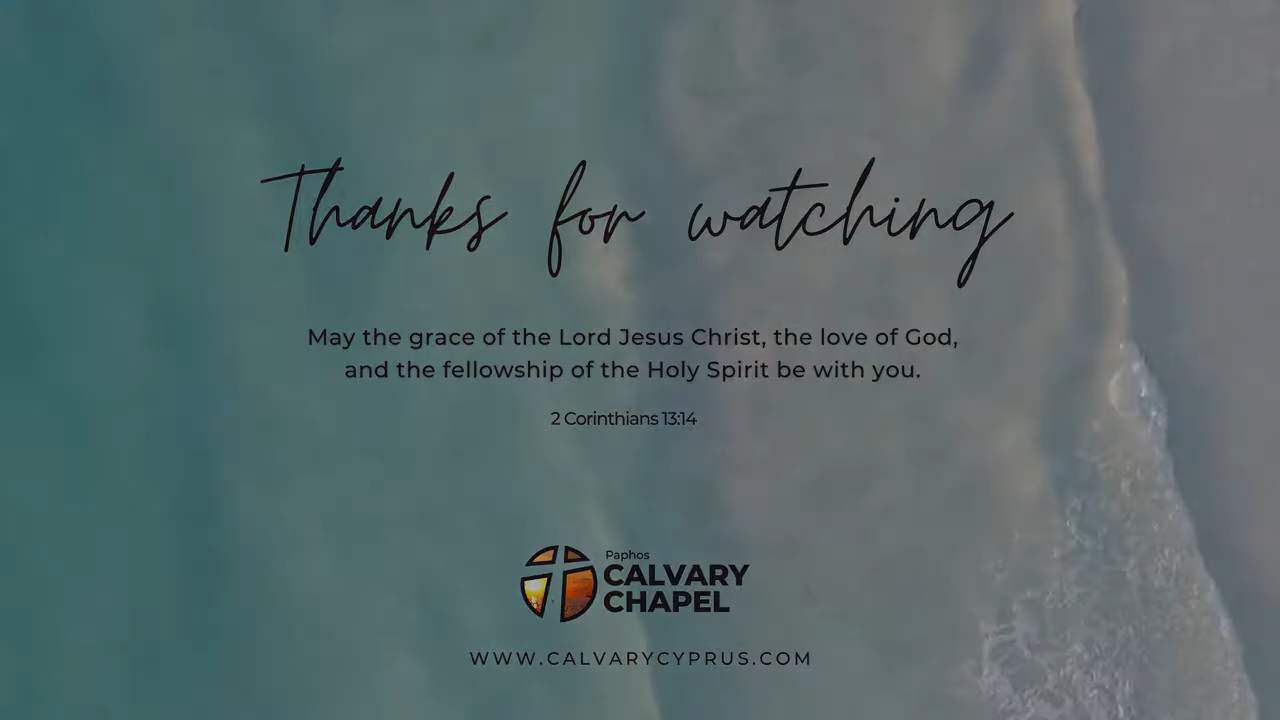 Thanks for watching
May the grace of the Lord Jesus Christ, the love of God,
and the fellowship of the Holy Spirit be with you.
2 Corinthians 13:14
Paphos
CALVARY
CHAPEL
WWW.CALVARYCYPRUS.COM